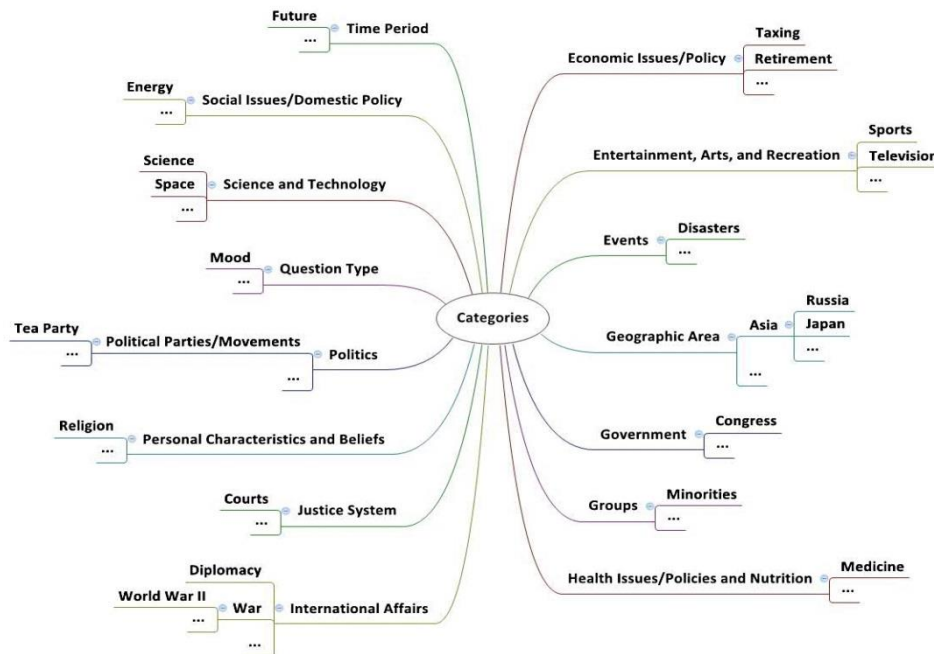 Future
...
Time Period
Energy
...
Social Issues/Domestic Policy
Science
Space
...
Science and Technology
Mood
...
Question Type
Tea Party
...
Political Parties/Movements
...
Politics
Religion
...
Personal Characteristics and Beliefs
Courts
...
Justice System
Diplomacy
World War II
...
War
...
International Affairs
Categories
Economic Issues/Policy
Taxing
Retirement
...
Entertainment, Arts, and Recreation
Sports
Television
...
Events
Disasters
...
Geographic Area
Asia
Russia
Japan
...
...
Government
Congress
...
Groups
Minorities
...
Health Issues/Policies and Nutrition
Medicine
...